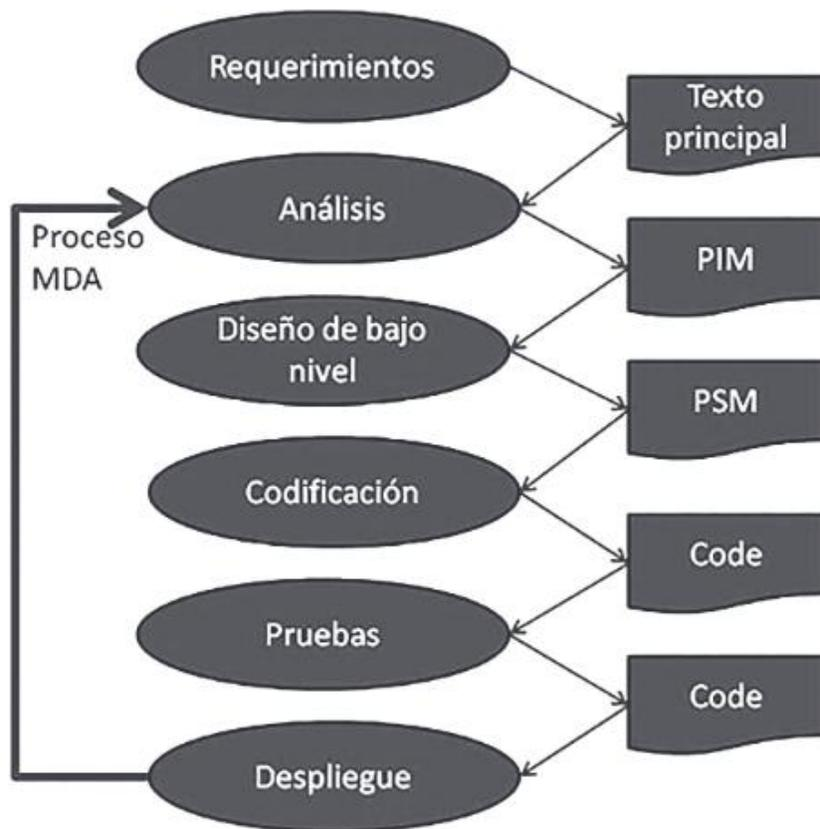 Requerimientos
Texto
principal
Análisis
Proceso
MDA
PIM
Diseño de bajo
nivel
PSM
Codificación
Code
Pruebas
Code
Despliegue